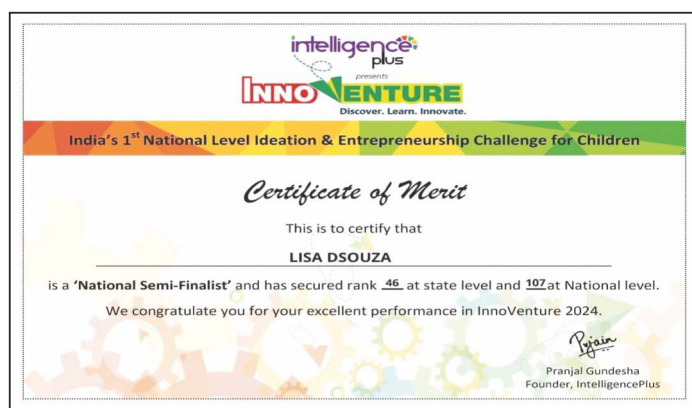 intelligence
plus
presents
INNOVENTURE
Discover. Learn. Innovate.
India's 1st National Level Ideation & Entrepreneurship Challenge for Children
Certificate of Merit
This is to certify that
LISA DSOUZA
is a 'National Semi-Finalist' and has secured rank 46 at state level and 107 at National level.
We congratulate you for your excellent performance in InnoVenture 2024.
Pjain
Pranjal Gundesha
Founder, IntelligencePlus